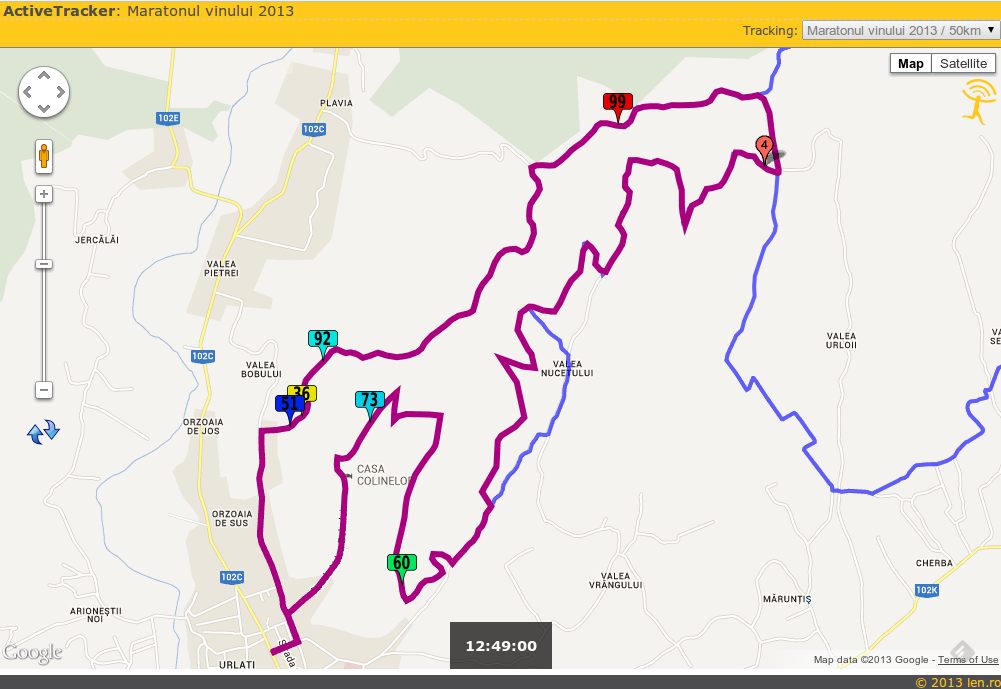 ActiveTracker: Maratonul vinului 2013
Tracking: Maratonul vinului 2013 / 50km
Map Satellite
PLAVIA
102E
102C
99
4
JERCĂLĂI
VALEA
PIETREI
92
102C
VALEA
BOBULUI
VALEA
URLOII
VALEA
NUCETULUI
36
51
73
ORZOAIA
DE JOS
CASA
COLINELOR
ORZOAIA
DE SUS
60
102C
VALEA
VRÂNGULUI
CHERBA
102K
MĂRUNȚIȘ
ARIONEȘTII
NOI
12:49:00
Google
URLATI
Map data ©2013 Google - Terms of Use
© 2013 len.ro